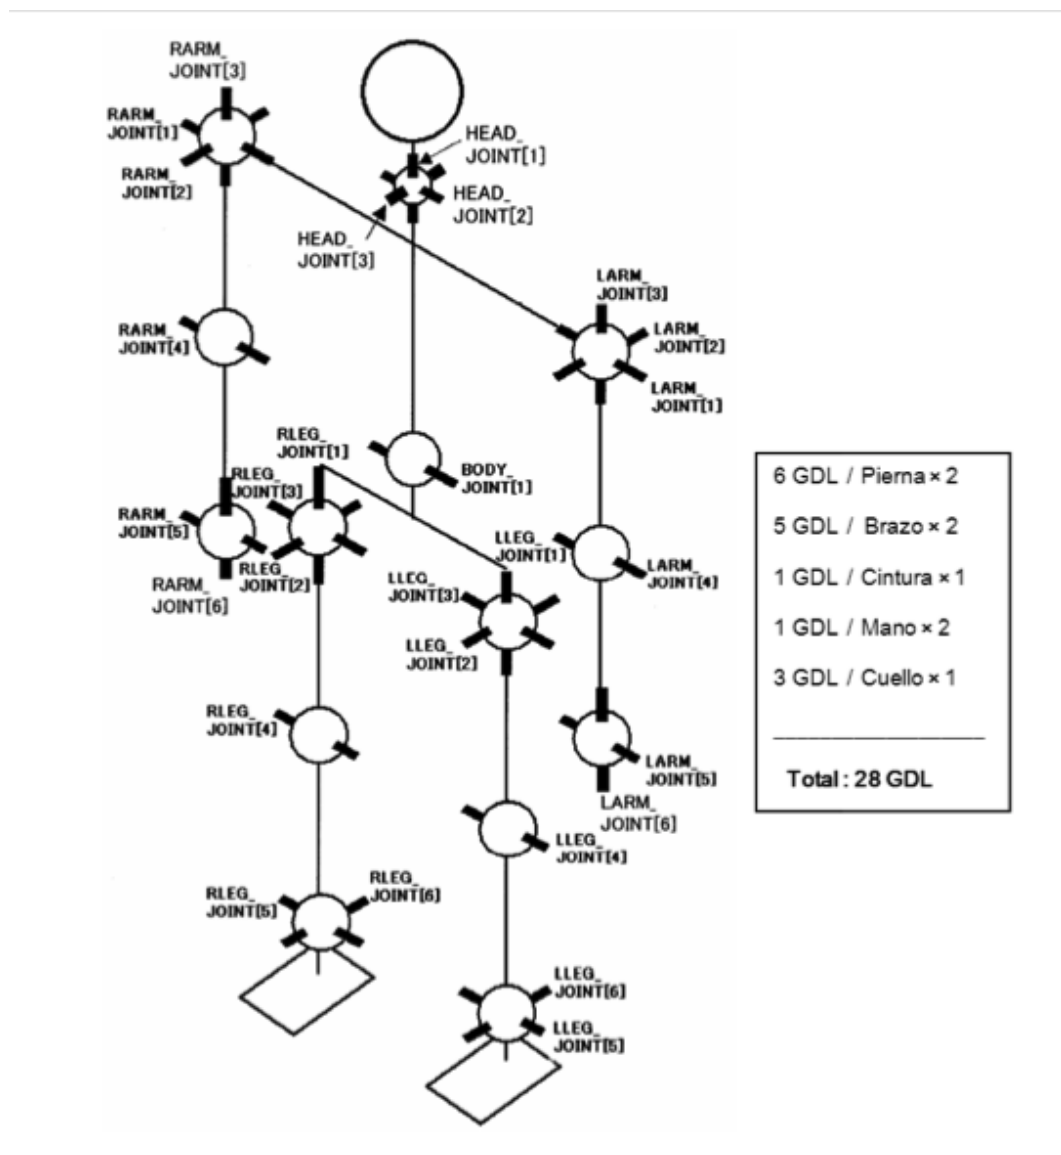 RARM_
JOINT[3]
RARM_
JOINT[1]
RARM_
JOINT[2]
HEAD_
JOINT[1]
HEAD_
JOINT[2]
HEAD_
JOINT[3]
LARM_
JOINT[3]
LARM_
JOINT[2]
LARM_
JOINT[1]
RARM_
JOINT[4]
RLEG_
JOINT[1]
RLEG_
JOINT[3]
BODY_
JOINT[1]
RARM_
JOINT[5]
RLEG_
JOINT[2]
RARM_
JOINT[6]
LLEG_
JOINT[1]
LLEG_
JOINT[3]
LARM_
JOINT[4]
LLEG_
JOINT[2]
RLEG_
JOINT[4]
LARM_
JOINT[5]
LARM_
JOINT[6]
LLEG_
JOINT[4]
RLEG_
JOINT[5]
RLEG_
JOINT[6]
LLEG_
JOINT[6]
LLEG_
JOINT[5]
6 GDL / Pierna × 2
5 GDL / Brazo × 2
1 GDL / Cintura × 1
1 GDL / Mano × 2
3 GDL / Cuello × 1
Total : 28 GDL